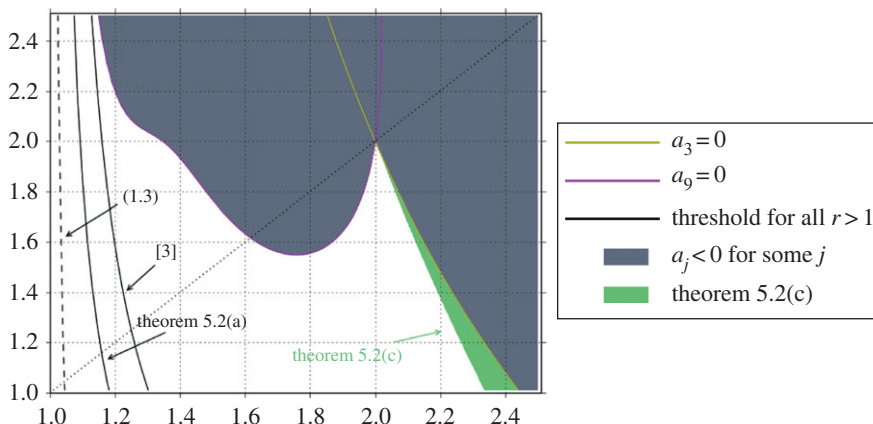 2.4
2.2
2.0
1.8
1.6
1.4
1.2
1.0
1.0 1.2 1.4 1.6 1.8 2.0 2.2 2.4
(1.3)
[3]
theorem 5.2(a)
theorem 5.2(c)
a₃=0
a₉=0
threshold for all r>1
aⱼ<0 for some j
theorem 5.2(c)